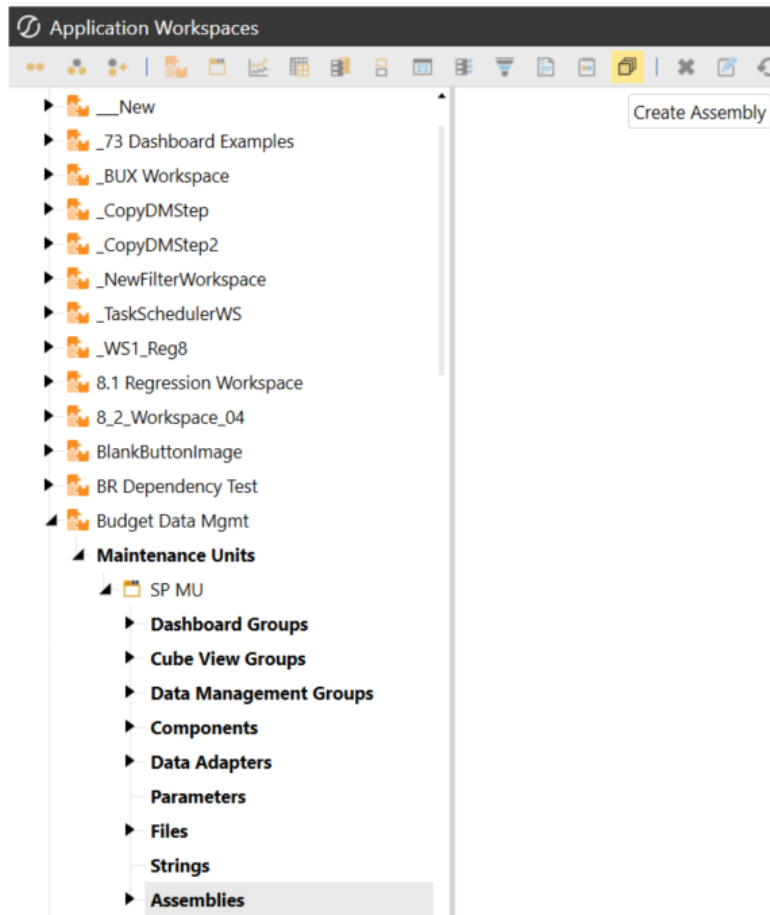 Application Workspaces
Create Assembly
___New
_73 Dashboard Examples
_BUX Workspace
_CopyDMStep
_CopyDMStep2
_NewFilterWorkspace
_TaskSchedulerWS
_WS1_Reg8
8.1 Regression Workspace
8_2_Workspace_04
BlankButtonImage
BR Dependency Test
Budget Data Mgmt
Maintenance Units
SP MU
Dashboard Groups
Cube View Groups
Data Management Groups
Components
Data Adapters
Parameters
Files
Strings
Assemblies